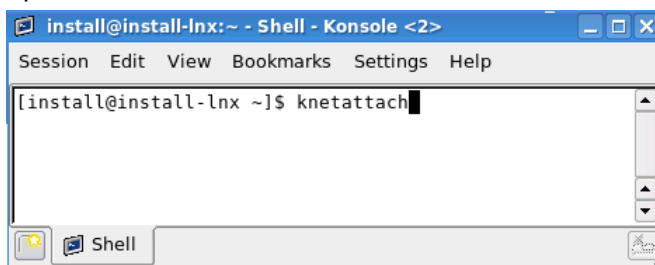 install@install-lnx:~ - Shell - Konsole <2>
Session Edit View Bookmarks Settings Help
[install@install-lnx ~]$ knetattach
Shell